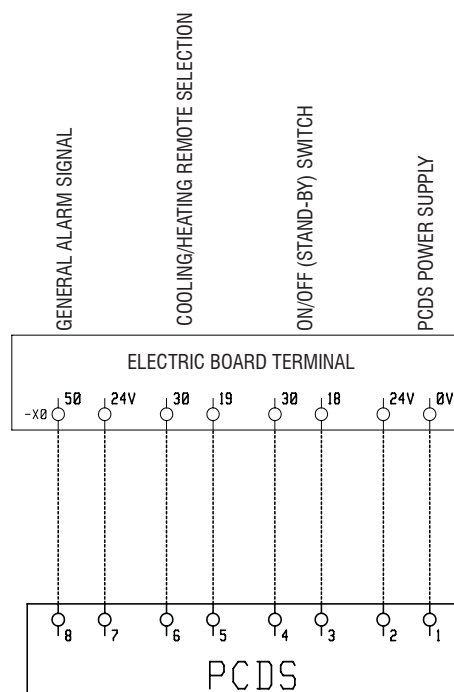 GENERAL ALARM SIGNAL
COOLING/HEATING REMOTE SELECTION
ON/OFF (STAND-BY) SWITCH
PCDS POWER SUPPLY
ELECTRIC BOARD TERMINAL
-X0 50 24V 30 19 30 18 24V 0V
8 7 6 5 4 3 2 1
PCDS